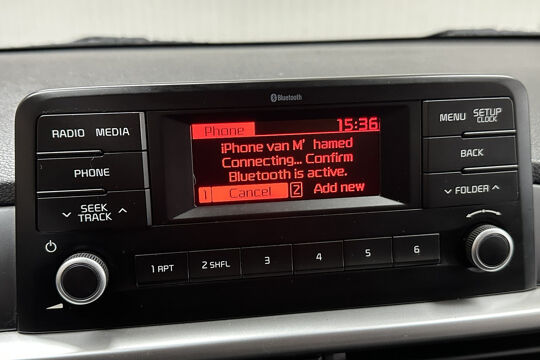 Bluetooth
RADIO MEDIA
PHONE
SEEK
TRACK
Phone 15:36
iPhone van M' hamed
Connecting... Confirm
Bluetooth is active.
1 Cancel 2 Add new
MENU SETUP
CLOCK
BACK
FOLDER
1 RPT 2 SHFL 3 4 5 6